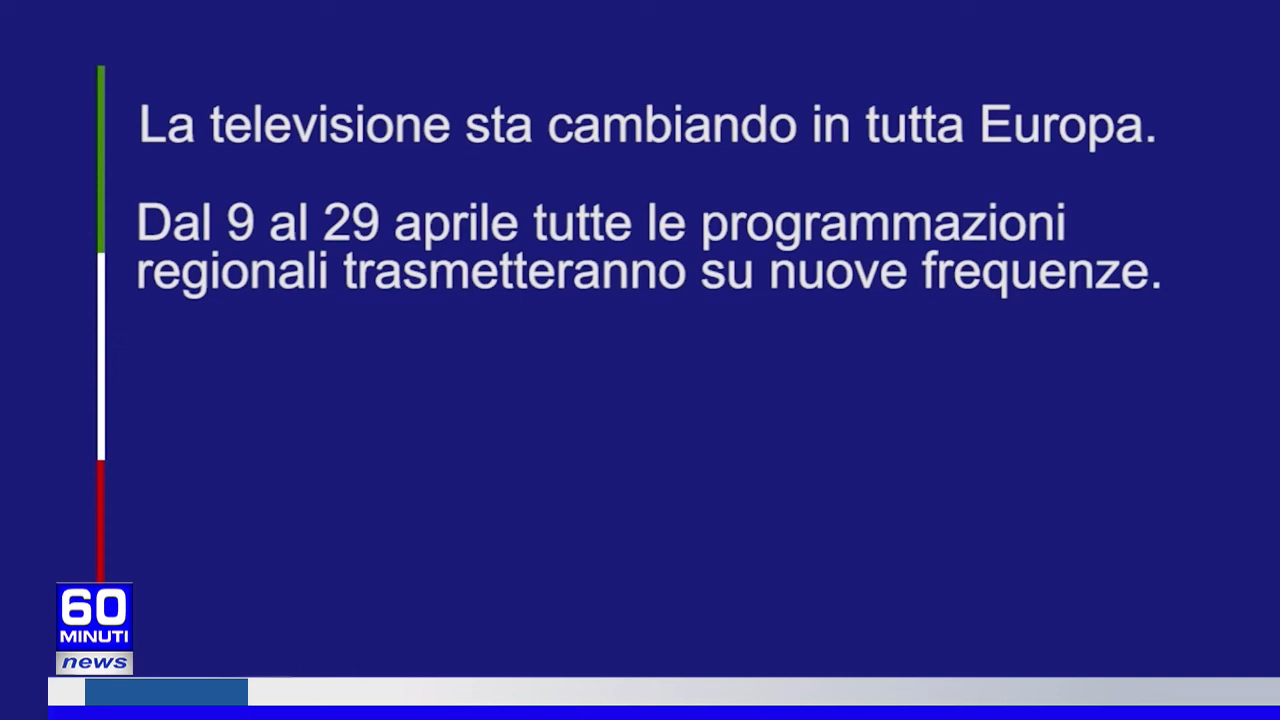 La televisione sta cambiando in tutta Europa.
Dal 9 al 29 aprile tutte le programmazioni
regionali trasmetteranno su nuove frequenze.
60
MINUTI
news